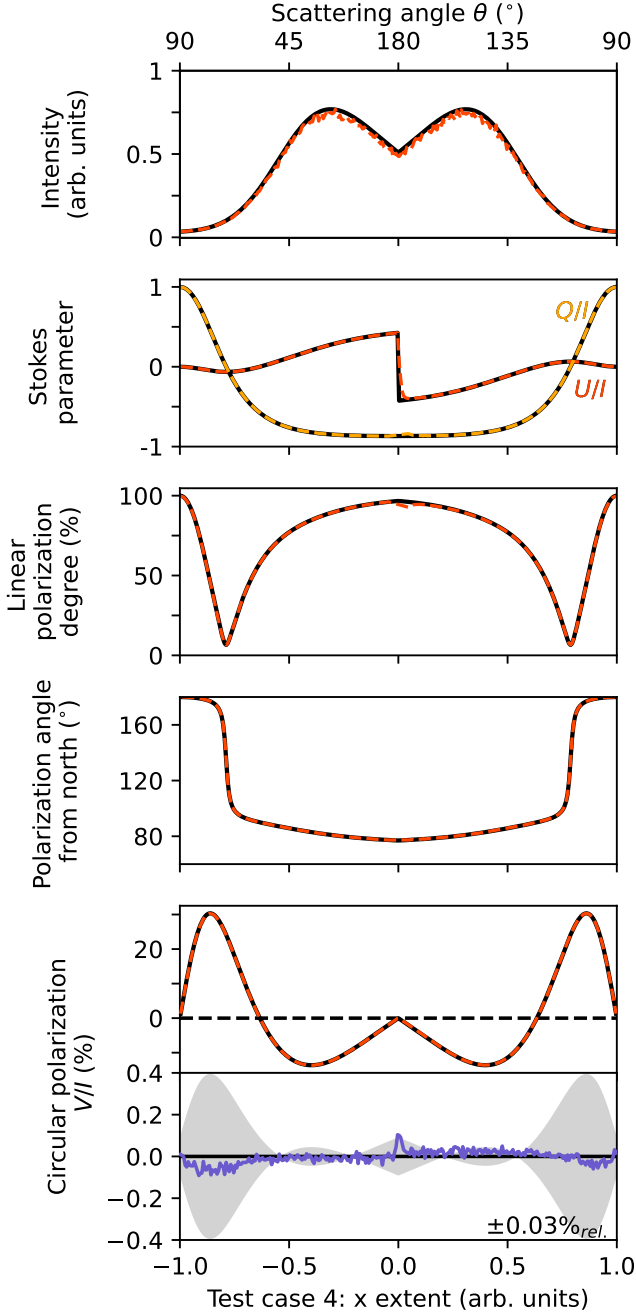 Scattering angle θ (°)
90 45 180 135 90
Intensity
(arb. units)
1
0.5
0
Stokes
parameter
1
0
-1
Q/I
U/I
Linear
polarization
degree (%)
100
50
0
Polarization angle
from north (°)
160
120
80
Circular polarization
V/I (%)
20
0
0.4
0.2
0.0
−0.2
−0.4
±0.03%rel.
−1.0 −0.5 0.0 0.5 1.0
Test case 4: x extent (arb. units)